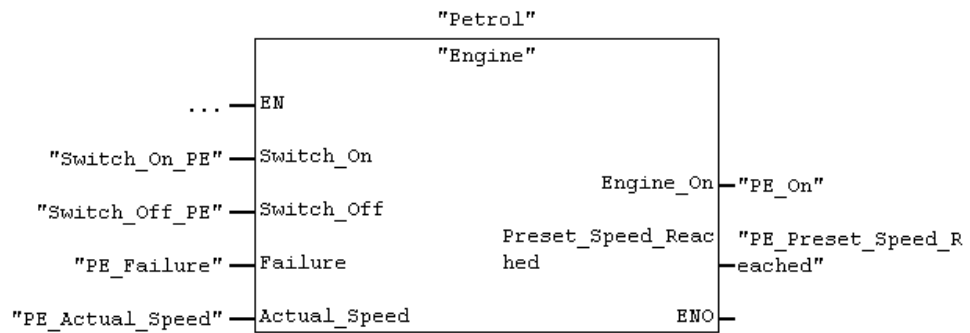 "Petrol"
"Engine"
... EN
"Switch_On_PE" Switch_On
Engine_On "PE_On"
"Switch_Off_PE" Switch_Off
Preset_Speed_Reac "PE_Preset_Speed_R
"PE_Failure" Failure hed eached"
"PE_Actual_Speed" Actual_Speed ENO